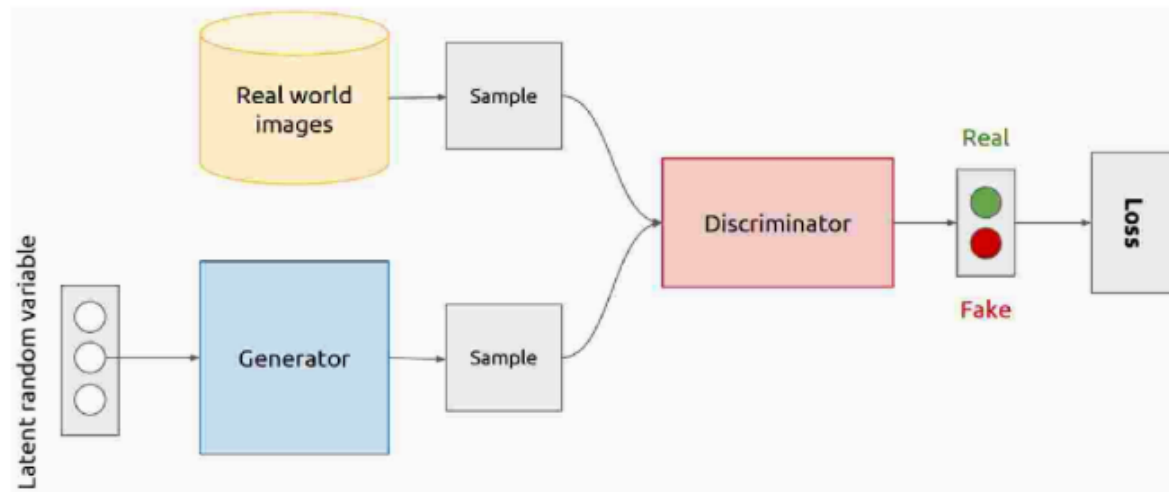 Real world
images
Sample
Real
Discriminator
Loss
Fake
Latent random variable
Generator
Sample